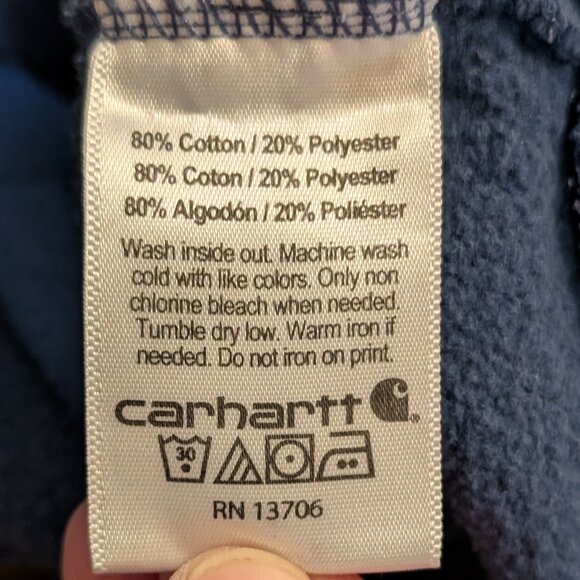 80% Cotton / 20% Polyester
80% Coton / 20% Polyester
80% Algodón / 20% Poliéster
Wash inside out. Machine wash
cold with like colors. Only non
chlorine bleach when needed.
Tumble dry low. Warm iron if
needed. Do not iron on print.
carhartt®
30
RN 13706